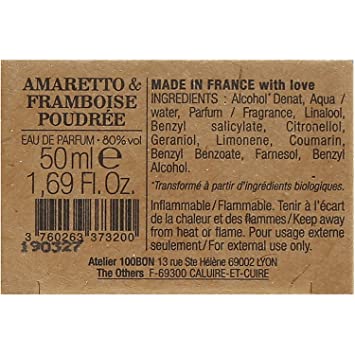 AMARETTO &
FRAMBOISE
POUDRÉE
EAU DE PARFUM • 80% vol
50 ml e
1,69 Fl.Oz.
3 760263 373200
190327
MADE IN FRANCE with love
INGREDIENTS : Alcohol* Denat, Aqua /
water, Parfum / Fragrance, Linalool,
Benzyl salicylate, Citronellol,
Geraniol, Limonene, Coumarin,
Benzyl Benzoate, Farnesol, Benzyl
Alcohol.
*Transformé à partir d'ingrédients biologiques.
Inflammable/Flammable. Tenir à l'écart
de la chaleur et des flammes/Keep away
from heat or flame. Pour usage externe
seulement/For external use only.
Atelier 100BON 13 rue Ste Hélène 69002 LYON
The Others F-69300 CALUIRE-ET-CUIRE